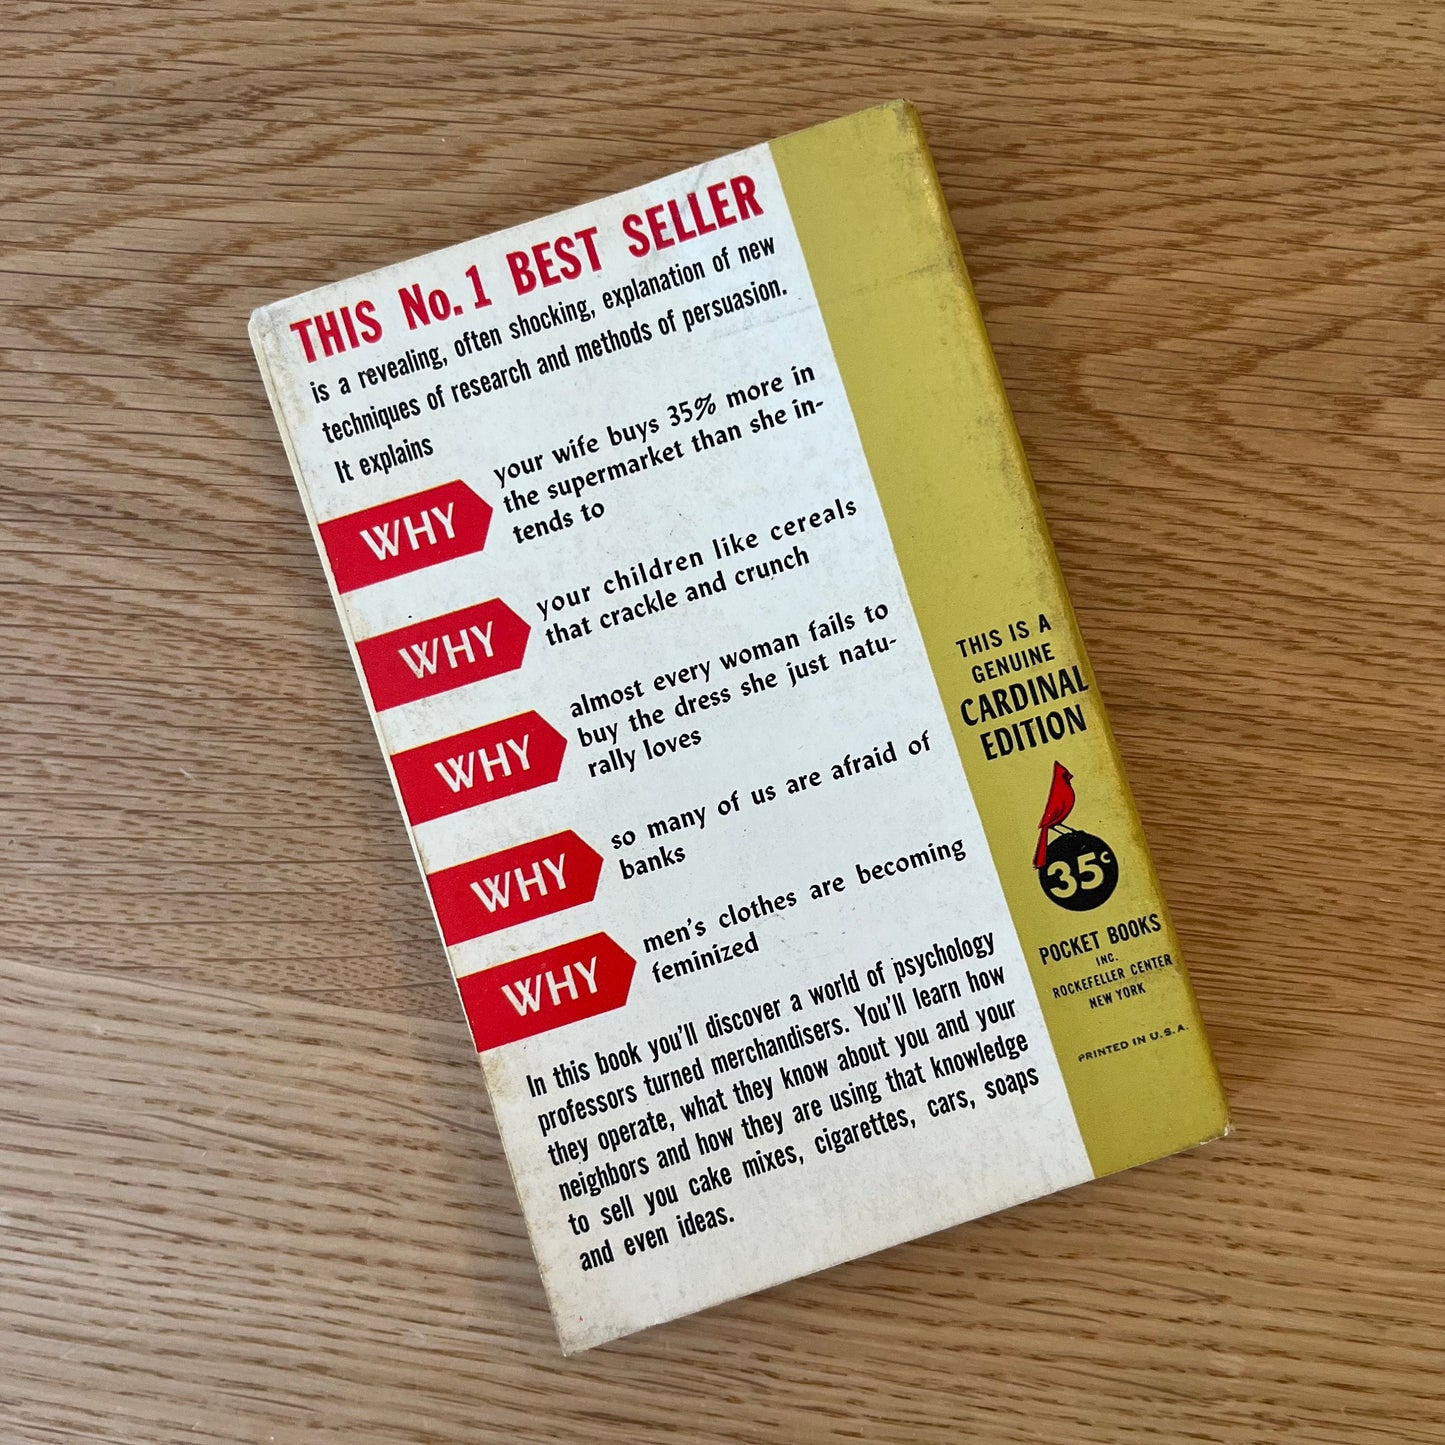 THIS No. 1 BEST SELLER
is a revealing, often shocking, explanation of new
techniques of research and methods of persuasion.
It explains
WHY
your wife buys 35% more in
the supermarket than she in-
tends to
WHY
your children like cereals
that crackle and crunch
WHY
almost every woman fails to
buy the dress she just natu-
rally loves
WHY
so many of us are afraid of
banks
WHY
men's clothes are becoming
feminized
In this book you'll discover a world of psychology
professors turned merchandisers. You'll learn how
they operate, what they know about you and your
neighbors and how they are using that knowledge
to sell you cake mixes, cigarettes, cars, soaps
and even ideas.
THIS IS A
GENUINE
CARDINAL
EDITION
35c
POCKET BOOKS
INC.
ROCKEFELLER CENTER
NEW YORK
PRINTED IN U.S.A.